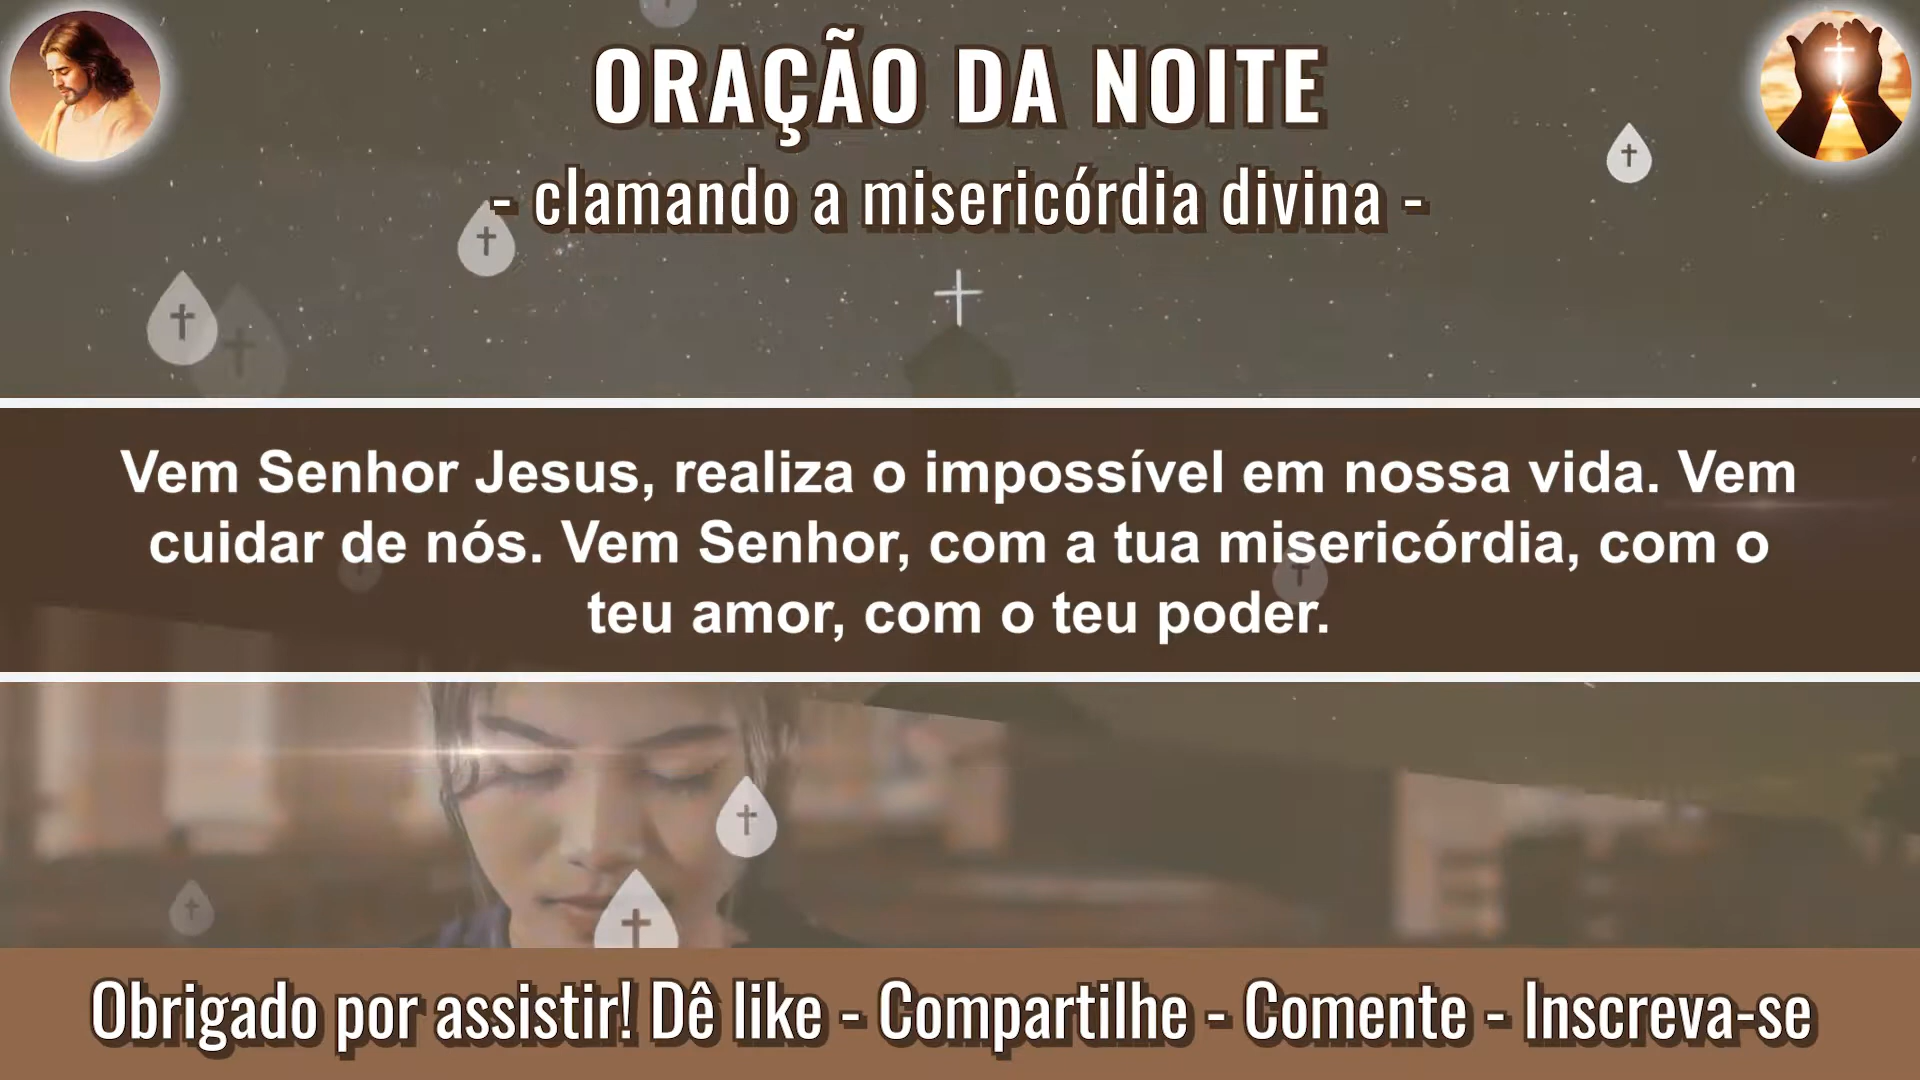 ORAÇÃO DA NOITE
- clamando a misericórdia divina -
Vem Senhor Jesus, realiza o impossível em nossa vida. Vem
cuidar de nós. Vem Senhor, com a tua misericórdia, com o
teu amor, com o teu poder.
Obrigado por assistir! Dê like - Compartilhe - Comente - Inscreva-se